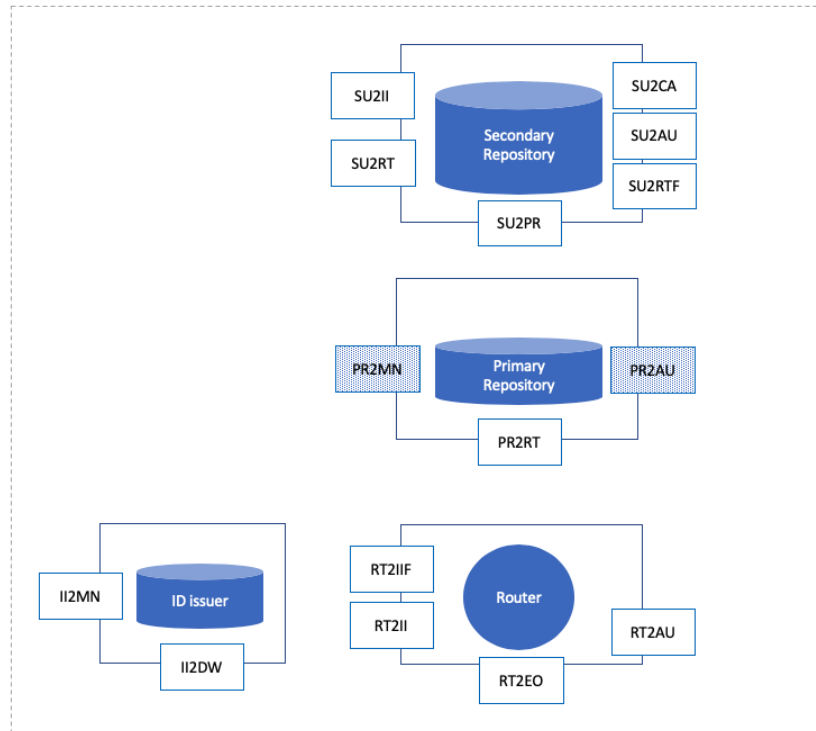 SU2II
SU2CA
Secondary
Repository
SU2AU
SU2RT
SU2RTF
SU2PR
PR2MN
Primary
Repository
PR2AU
PR2RT
II2MN
ID issuer
II2DW
RT2IIF
Router
RT2II
RT2AU
RT2EO